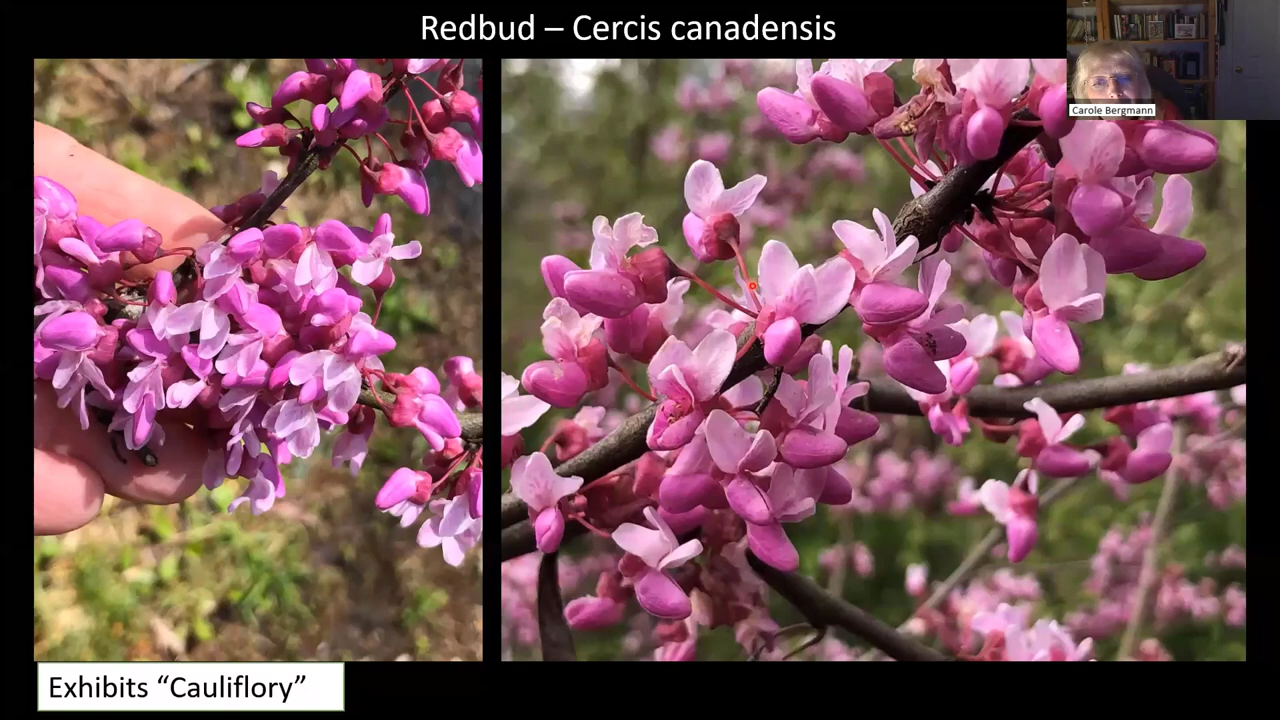 Redbud – Cercis canadensis
Carole Bergmann
Exhibits “Cauliflory”